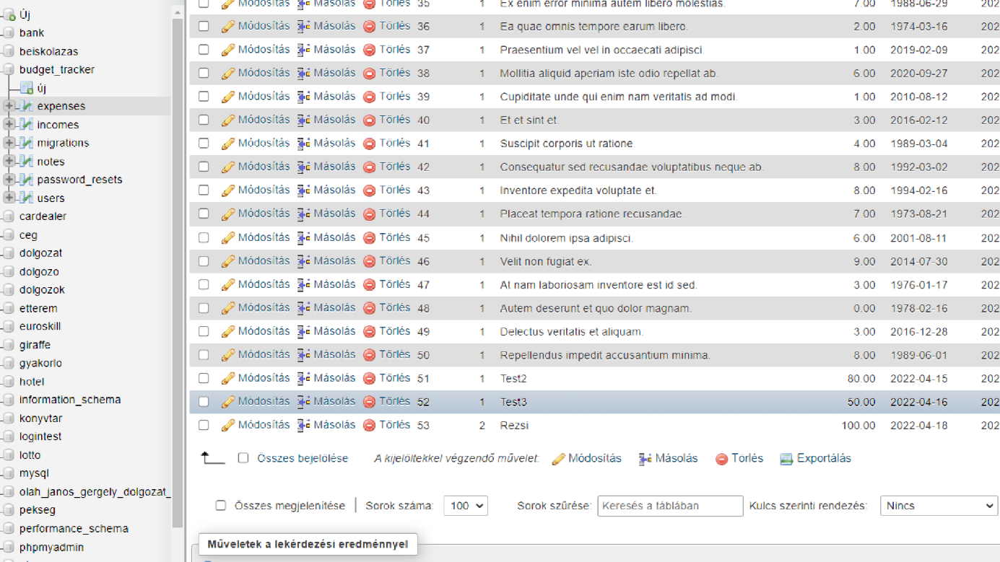 Új
bank
beiskolazas
budget_tracker
új
expenses
incomes
migrations
notes
password_resets
users
cardealer
ceg
dolgozat
dolgozo
dolgozok
etterem
euroskill
giraffe
gyakorlo
hotel
information_schema
konyvtar
logintest
lotto
mysql
olah_janos_gergely_dolgozat_
pekseg
performance_schema
phpmyadmin
Módosítás Másolás Törlés 35 1 Ex enim error minima autem libero molestias. 7.00 1988-06-29 202
Módosítás Másolás Törlés 36 1 Ea quae omnis tempore earum libero. 2.00 1974-03-16 202
Módosítás Másolás Törlés 37 1 Praesentium vel vel in occaecati adipisci. 1.00 2019-02-09 202
Módosítás Másolás Törlés 38 1 Mollitia aliquid aperiam iste odio repellat ab. 6.00 2020-09-27 202
Módosítás Másolás Törlés 39 1 Cupiditate unde qui enim nam veritatis ad modi. 1.00 2010-08-12 202
Módosítás Másolás Törlés 40 1 Et et sint et. 3.00 2016-02-12 202
Módosítás Másolás Törlés 41 1 Suscipit corporis ut ratione. 4.00 1989-03-04 202
Módosítás Másolás Törlés 42 1 Consequatur sed recusandae voluptatibus neque ab. 8.00 1992-03-02 202
Módosítás Másolás Törlés 43 1 Inventore expedita voluptate et. 8.00 1994-02-16 202
Módosítás Másolás Törlés 44 1 Placeat tempora ratione recusandae. 7.00 1973-08-21 202
Módosítás Másolás Törlés 45 1 Nihil dolorem ipsa adipisci. 6.00 2001-08-11 202
Módosítás Másolás Törlés 46 1 Velit non fugiat ex. 9.00 2014-07-30 202
Módosítás Másolás Törlés 47 1 At nam laboriosam inventore est id sed. 3.00 1976-01-17 202
Módosítás Másolás Törlés 48 1 Autem deserunt et quo dolor magnam. 0.00 1978-02-16 202
Módosítás Másolás Törlés 49 1 Delectus veritatis et aliquam. 3.00 2016-12-28 202
Módosítás Másolás Törlés 50 1 Repellendus impedit accusantium minima. 8.00 1989-06-01 202
Módosítás Másolás Törlés 51 1 Test2 80.00 2022-04-15 202
Módosítás Másolás Törlés 52 1 Test3 50.00 2022-04-16 202
Módosítás Másolás Törlés 53 2 Rezsi 100.00 2022-04-18 202
Összes bejelölése A kijelöltekkel végzendő művelet: Módosítás Másolás Törlés Exportálás
Összes megjelenítése Sorok száma: 100 Sorok szűrése: Keresés a táblában Kulcs szerinti rendezés: Nincs
Műveletek a lekérdezési eredménnyel